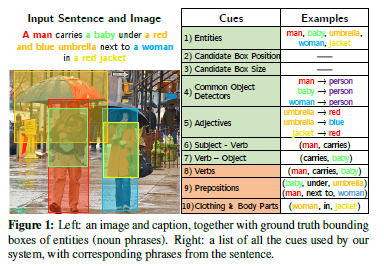 Input Sentence and Image
A man carries a baby under a red
and blue umbrella next to a woman
in a red jacket
Cues Examples
1) Entities man, baby, umbrella,
woman, jacket
2) Candidate Box Position —
3) Candidate Box Size —
4) Common Object
Detectors
man → person
baby → person
woman → person
5) Adjectives
umbrella → red
umbrella → blue
jacket → red
6) Subject - Verb (man, carries)
7) Verb – Object (carries, baby)
8) Verbs (man, carries, baby)
9) Prepositions (baby, under, umbrella)
(man, next to, woman)
10)Clothing & Body Parts (woman, in, jacket)
Figure 1: Left: an image and caption, together with ground truth bounding
boxes of entities (noun phrases). Right: a list of all the cues used by our
system, with corresponding phrases from the sentence.